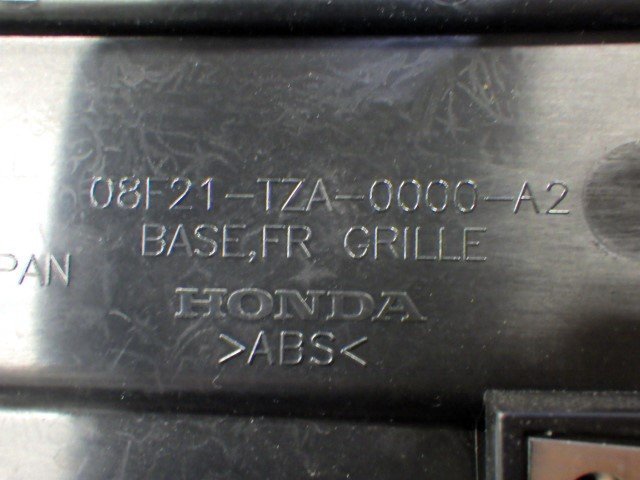 08F21-TZA-0000-A2
BASE,FR GRILLE
PAN
HONDA
>ABS<